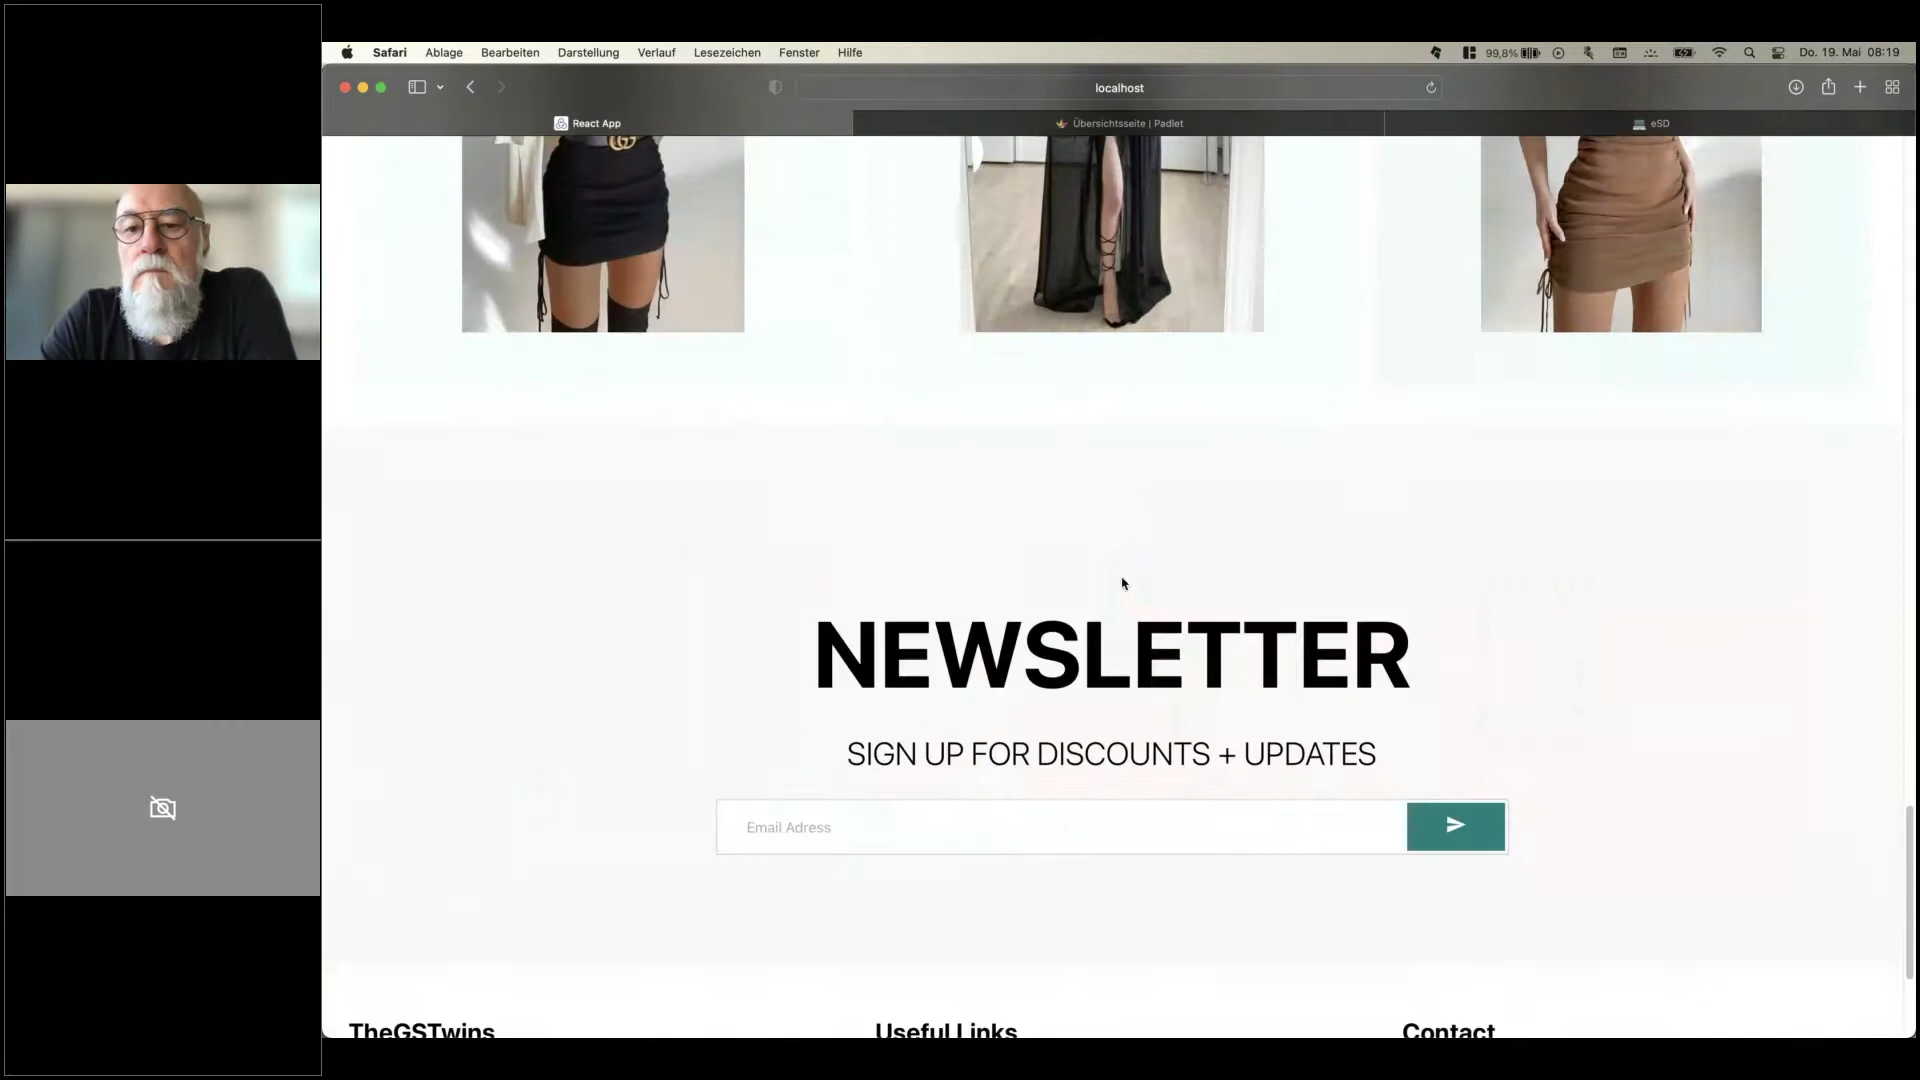 Safari Ablage Bearbeiten Darstellung Verlauf Lesezeichen Fenster Hilfe 99,8% Do. 19. Mai 08:19
localhost
React App Übersichtsseite | Padlet eSD
NEWSLETTER
SIGN UP FOR DISCOUNTS + UPDATES
Email Adress
TheGSTwins Useful Links Contact